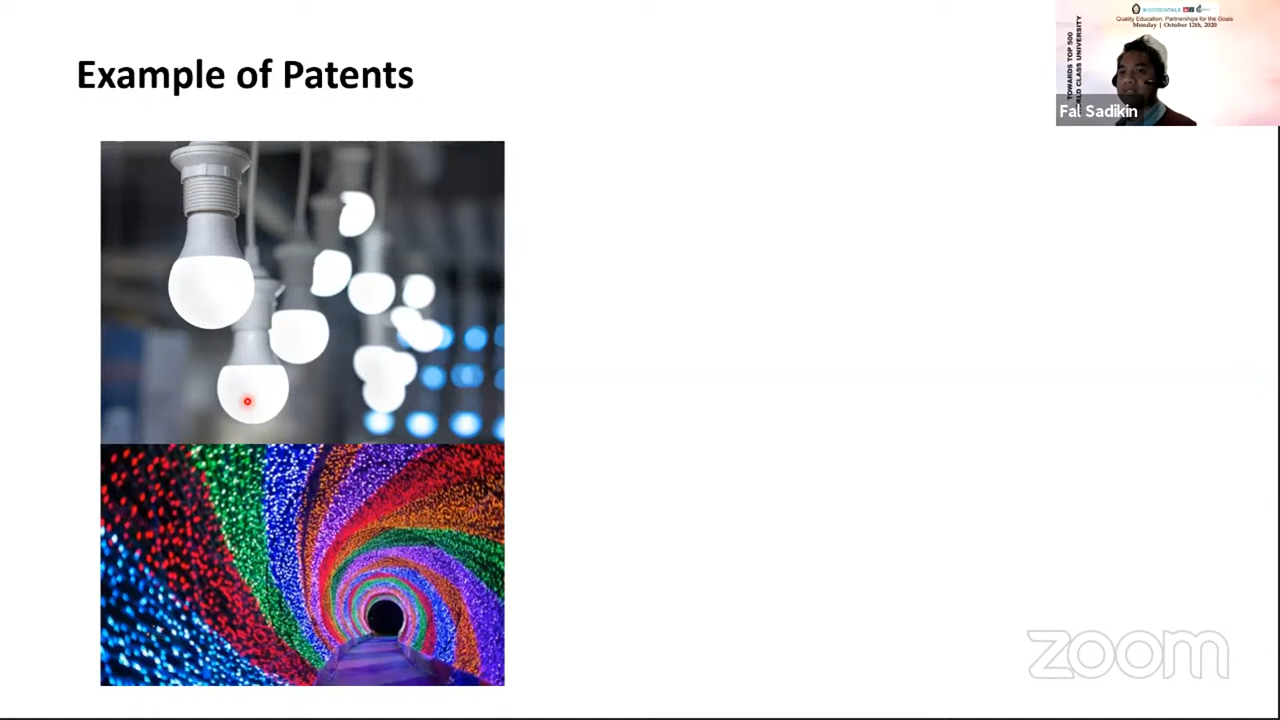 Example of Patents
Quality Education, Partnerships for the Goals
Monday | October 12th, 2020
TOWARDS TOP 500
WORLD CLASS UNIVERSITY
Fal Sadikin
zoom